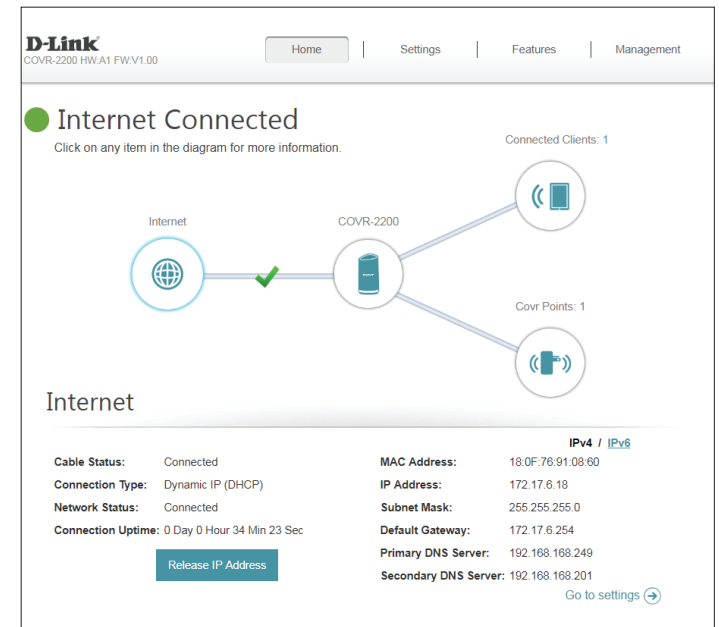 D-Link
COVR-2200 HW:A1 FW:V1.00
Home
Settings
Features
Management
Internet Connected
Click on any item in the diagram for more information.
Connected Clients: 1
Internet
COVR-2200
Covr Points: 1
Internet
IPv4 / IPv6
Cable Status: Connected
Connection Type: Dynamic IP (DHCP)
Network Status: Connected
Connection Uptime: 0 Day 0 Hour 34 Min 23 Sec
Release IP Address
MAC Address: 18:0F:76:91:08:60
IP Address: 172.17.6.18
Subnet Mask: 255.255.255.0
Default Gateway: 172.17.6.254
Primary DNS Server: 192.168.168.249
Secondary DNS Server: 192.168.168.201
Go to settings